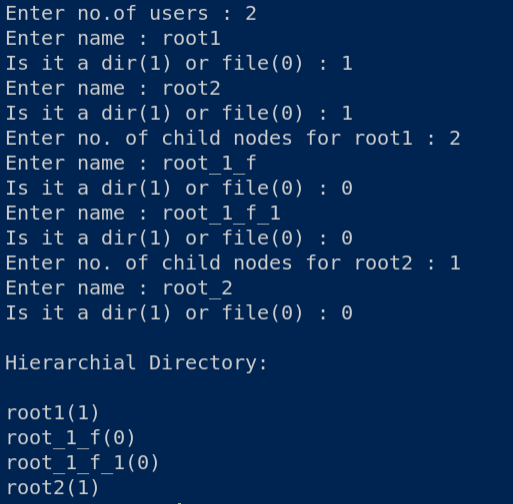 Enter no.of users : 2
Enter name : root1
Is it a dir(1) or file(0) : 1
Enter name : root2
Is it a dir(1) or file(0) : 1
Enter no. of child nodes for root1 : 2
Enter name : root_1_f
Is it a dir(1) or file(0) : 0
Enter name : root_1_f_1
Is it a dir(1) or file(0) : 0
Enter no. of child nodes for root2 : 1
Enter name : root_2
Is it a dir(1) or file(0) : 0
Hierarchial Directory:
root1(1)
root_1_f(0)
root_1_f_1(0)
root2(1)